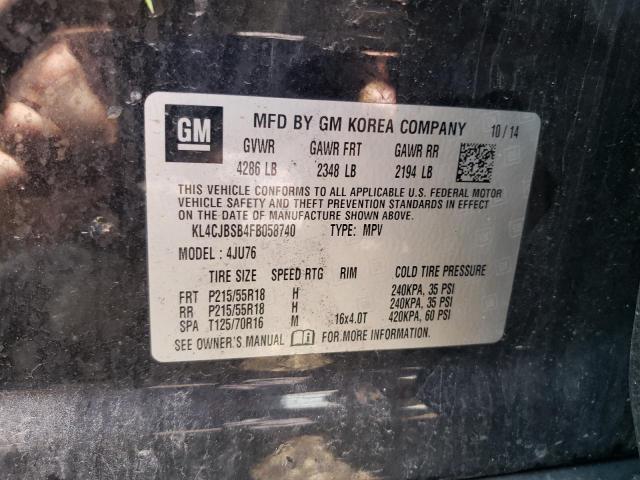 GM MFD BY GM KOREA COMPANY 10 / 14
GVWR GAWR FRT GAWR RR
4286 LB 2348 LB 2194 LB
THIS VEHICLE CONFORMS TO ALL APPLICABLE U.S. FEDERAL MOTOR
VEHICLE SAFETY AND THEFT PREVENTION STANDARDS IN EFFECT
ON THE DATE OF MANUFACTURE SHOWN ABOVE.
KL4CJBSB4FB058740 TYPE: MPV
MODEL : 4JU76
TIRE SIZE SPEED RTG RIM COLD TIRE PRESSURE
FRT P215/55R18 H 240KPA, 35 PSI
RR P215/55R18 H 240KPA, 35 PSI
SPA T125/70R16 M 16x4.0T 420KPA, 60 PSI
SEE OWNER'S MANUAL FOR MORE INFORMATION.